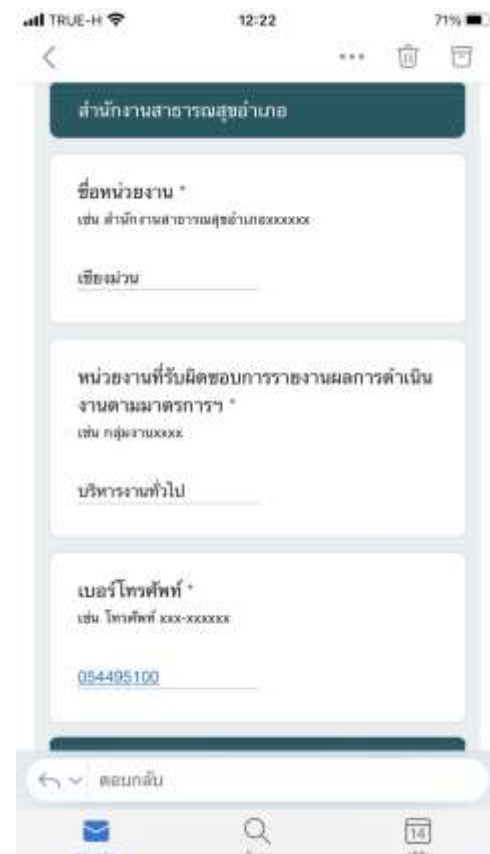 TRUE-H 12:22 71%
สำนักงานสาธารณสุขอำเภอ
ชื่อหน่วยงาน *
เช่น สำนักงานสาธารณสุขอำเภอxxxxxx
เชียงม่วน
หน่วยงานที่รับผิดชอบการรายงานผลการดำเนิน
งานตามมาตรการฯ *
เช่น กลุ่มงานxxxx
บริหารงานทั่วไป
เบอร์โทรศัพท์ *
เช่น โทรศัพท์ xxx-xxxxxx
054495100
ตอบกลับ
14